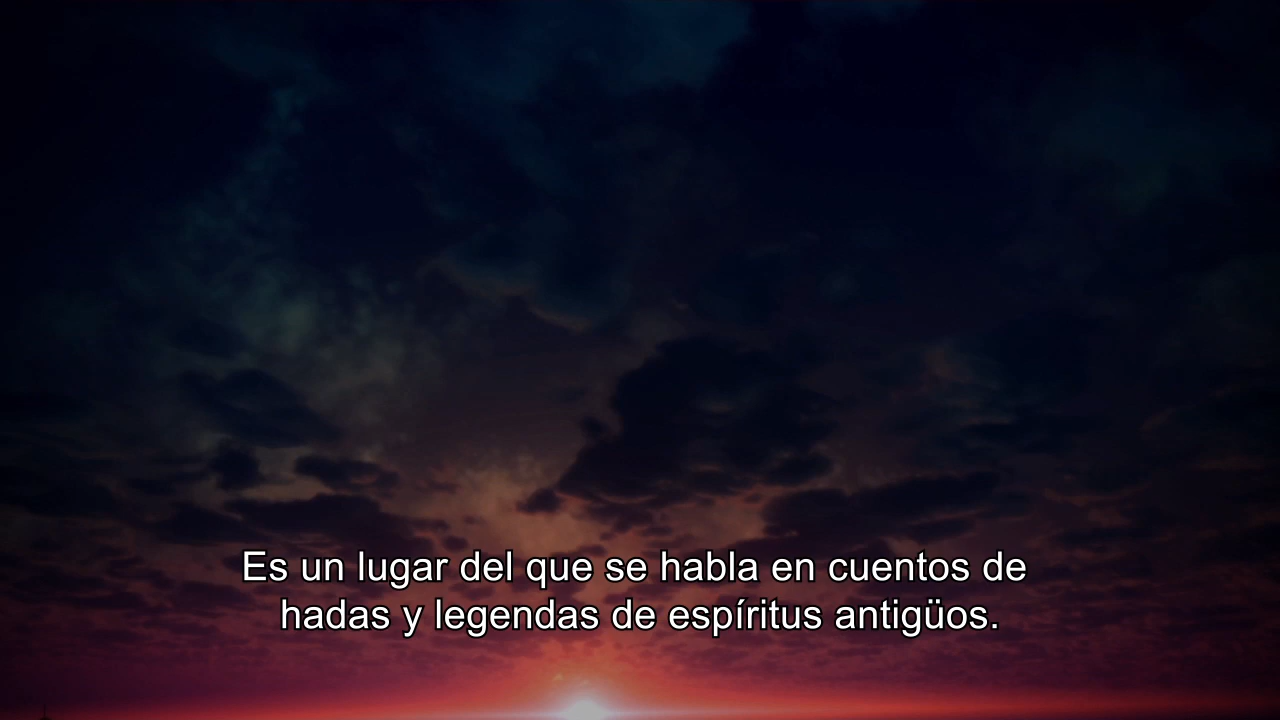 Es un lugar del que se habla en cuentos de
hadas y legendas de espíritus antigüos.